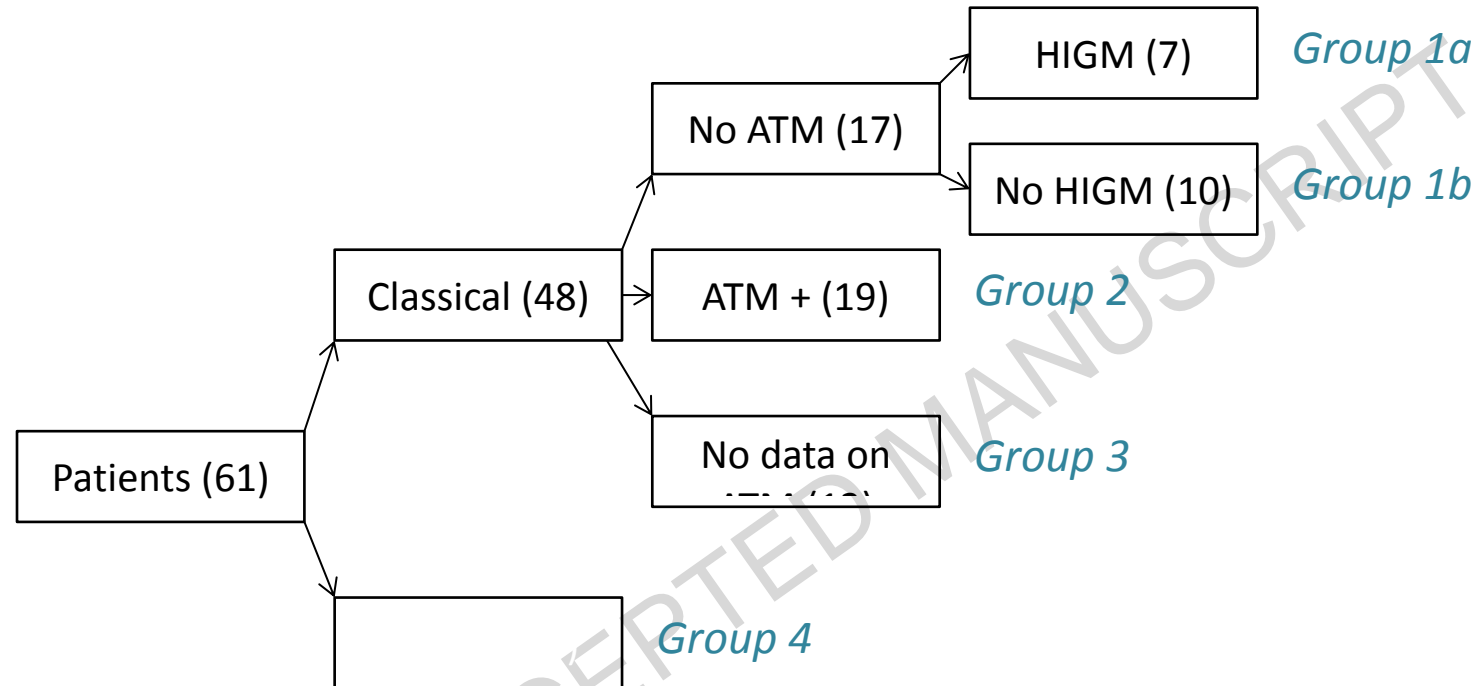 HIGM (7)
Group 1a
No ATM (17)
No HIGM (10)
Group 1b
Classical (48)
ATM + (19)
Group 2
No data on
Group 3
Patients (61)
Group 4
MANUSCRIPT